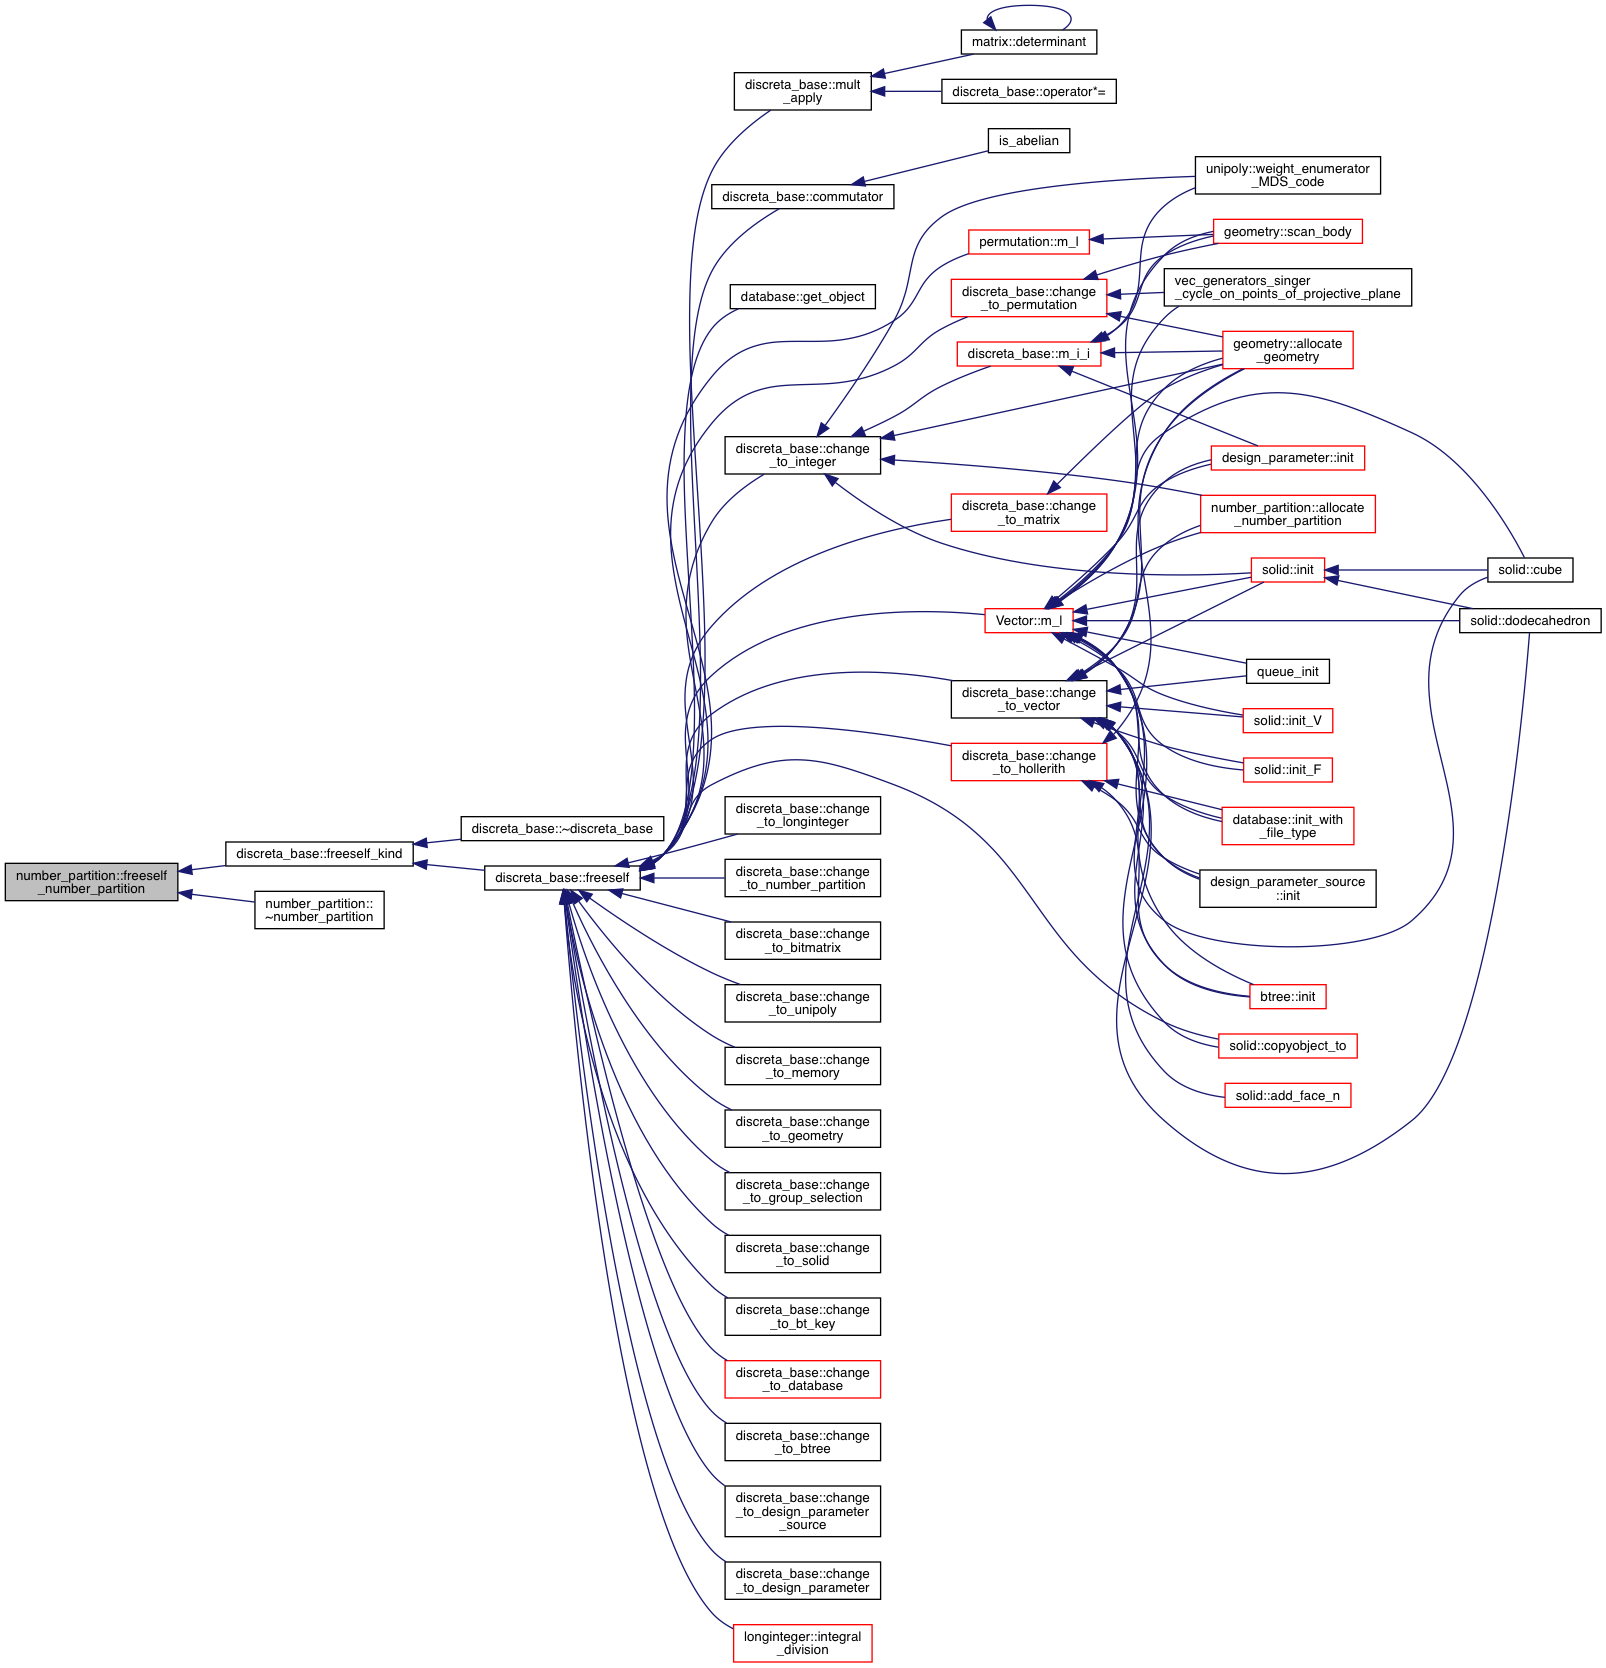 matrix::determinant
discreta_base::mult
_apply
discreta_base::operator*=
is_abelian
discreta_base::commutator
unipoly::weight_enumerator
_MDS_code
permutation::m_l
geometry::scan_body
database::get_object
discreta_base::change
_to_permutation
vec_generators_singer
_cycle_on_points_of_projective_plane
discreta_base::m_i_i
geometry::allocate
_geometry
discreta_base::change
_to_integer
design_parameter::init
discreta_base::change
_to_matrix
number_partition::allocate
_number_partition
solid::init
solid::cube
Vector::m_l
solid::dodecahedron
queue_init
discreta_base::change
_to_vector
solid::init_V
discreta_base::change
_to_hollerith
solid::init_F
discreta_base::change
_to_longinteger
database::init_with
_file_type
discreta_base::~discreta_base
discreta_base::freeself_kind
number_partition::freeself
_number_partition
discreta_base::freeself
discreta_base::change
_to_number_partition
design_parameter_source
::init
number_partition::
~number_partition
discreta_base::change
_to_bitmatrix
discreta_base::change
_to_unipoly
btree::init
solid::copyobject_to
discreta_base::change
_to_memory
solid::add_face_n
discreta_base::change
_to_geometry
discreta_base::change
_to_group_selection
discreta_base::change
_to_solid
discreta_base::change
_to_bt_key
discreta_base::change
_to_database
discreta_base::change
_to_btree
discreta_base::change
_to_design_parameter
_source
discreta_base::change
_to_design_parameter
longinteger::integral
_division